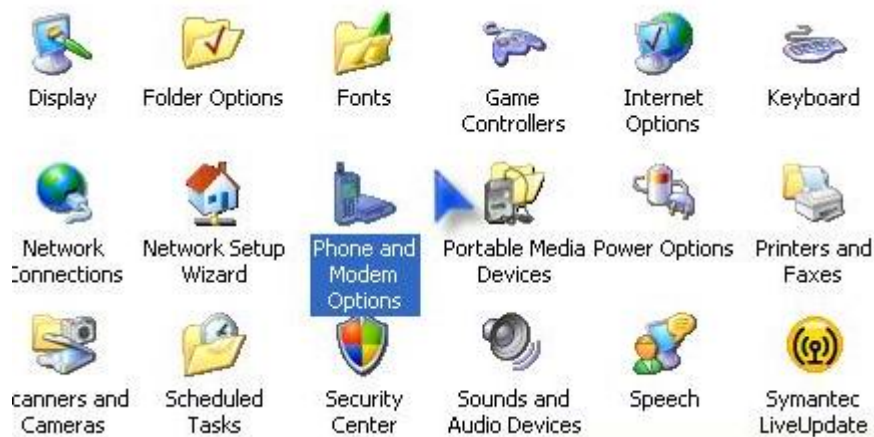 Display Folder Options Fonts Game Internet Keyboard
Controllers Options
Network Network Setup Phone and Portable Media Power Options Printers and
Connections Wizard Modem Devices Faxes
Options
canners and Scheduled Security Sounds and Speech Symantec
Cameras Tasks Center Audio Devices LiveUpdate